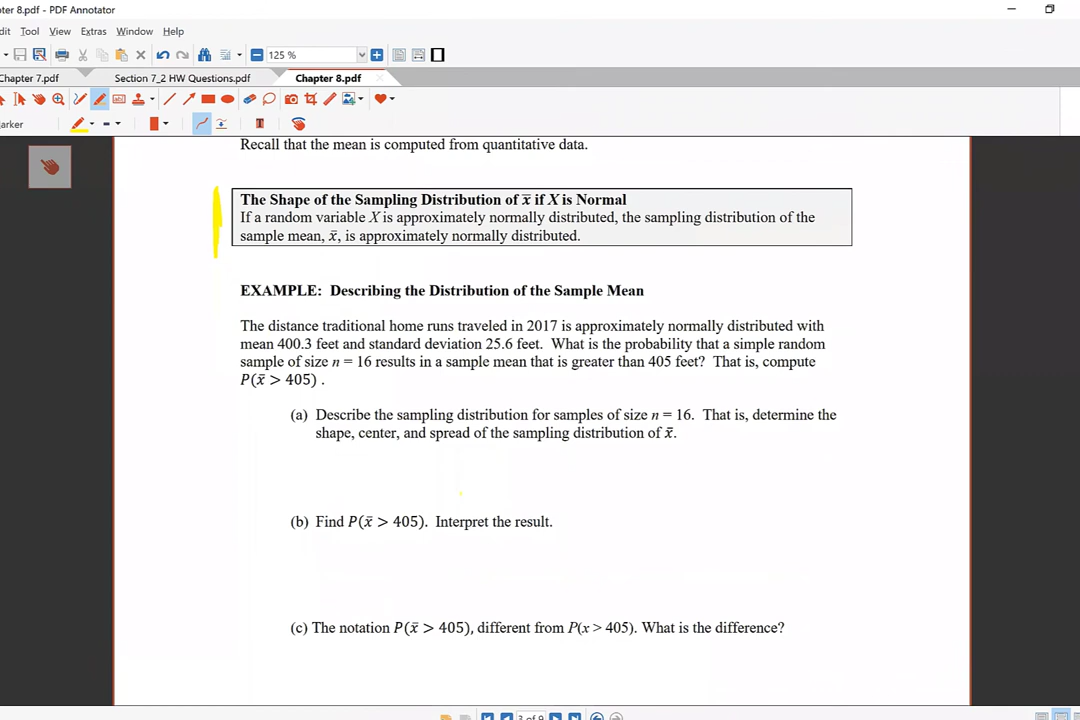 ter 8.pdf - PDF Annotator
dit Tool View Extras Window Help
125 %
Chapter 7.pdf Section 7_2 HW Questions.pdf Chapter 8.pdf
arker
Recall that the mean is computed from quantitative data.
The Shape of the Sampling Distribution of x̄ if X is Normal
If a random variable X is approximately normally distributed, the sampling distribution of the
sample mean, x̄, is approximately normally distributed.
EXAMPLE: Describing the Distribution of the Sample Mean
The distance traditional home runs traveled in 2017 is approximately normally distributed with
mean 400.3 feet and standard deviation 25.6 feet. What is the probability that a simple random
sample of size n = 16 results in a sample mean that is greater than 405 feet? That is, compute
P(x̄ > 405) .
(a) Describe the sampling distribution for samples of size n = 16. That is, determine the
shape, center, and spread of the sampling distribution of x̄.
(b) Find P(x̄ > 405). Interpret the result.
(c) The notation P(x̄ > 405), different from P(x > 405). What is the difference?
3 of 9